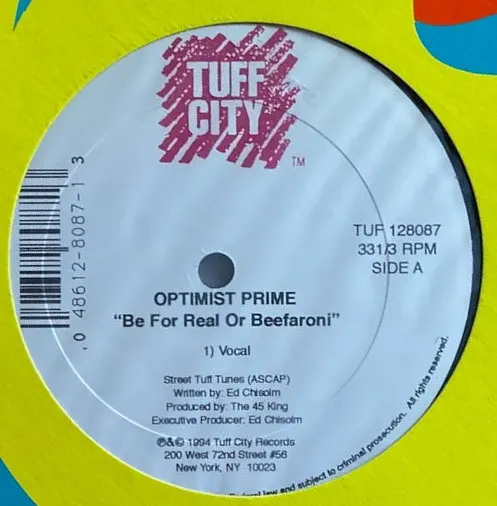 TUFF
CITY
TM
TUF 128087
331/3 RPM
SIDE A
0 48612-8087-1 3
OPTIMIST PRIME
“Be For Real Or Beefaroni”
1) Vocal
Street Tuff Tunes (ASCAP)
Written by: Ed Chisolm
Produced by: The 45 King
Executive Producer: Ed Chisolm
℗&© 1994 Tuff City Records
200 West 72nd Street #56
New York, NY 10023
Federal law and subject to criminal prosecution. All rights reserved.